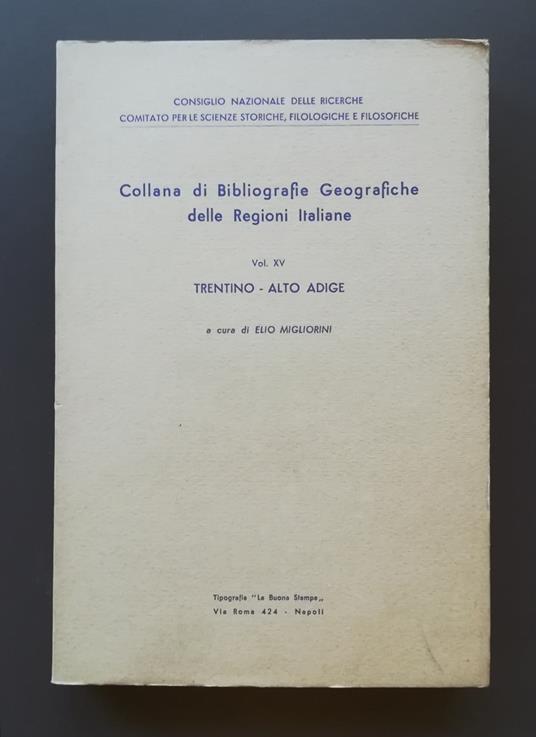 CONSIGLIO NAZIONALE DELLE RICERCHE
COMITATO PER LE SCIENZE STORICHE, FILOLOGICHE E FILOSOFICHE
Collana di Bibliografie Geografiche
delle Regioni Italiane
Vol. XV
TRENTINO - ALTO ADIGE
a cura di ELIO MIGLIORINI
Tipografia "La Buona Stampa„
Via Roma 424 - Napoli